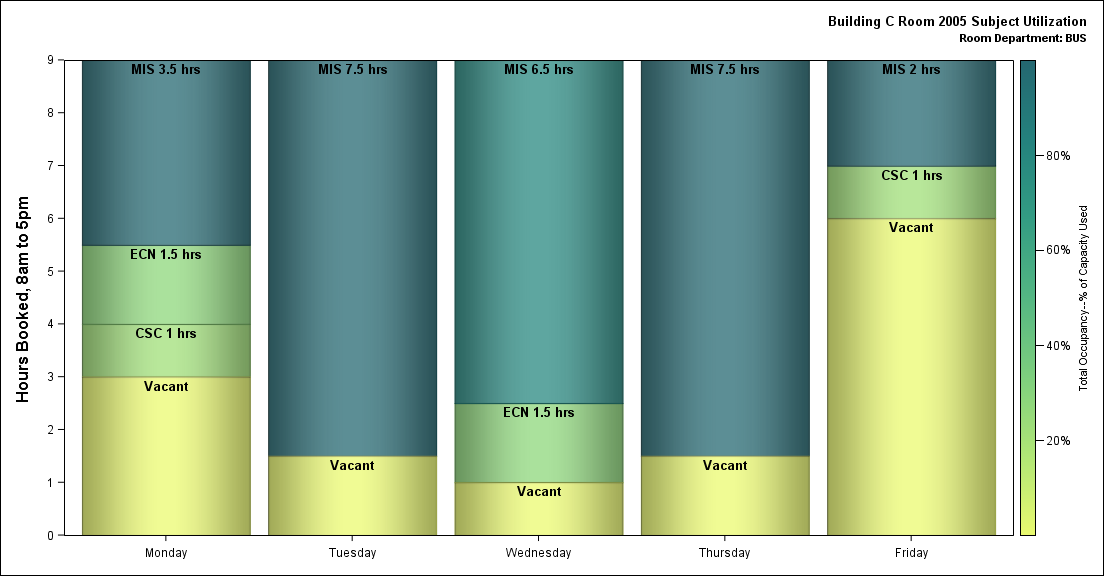 Building C Room 2005 Subject Utilization
Room Department: BUS
Hours Booked, 8am to 5pm
9
8
7
6
5
4
3
2
1
0
MIS 3.5 hrs
ECN 1.5 hrs
CSC 1 hrs
Vacant
MIS 7.5 hrs
Vacant
MIS 6.5 hrs
ECN 1.5 hrs
Vacant
MIS 7.5 hrs
Vacant
MIS 2 hrs
CSC 1 hrs
Vacant
Monday
Tuesday
Wednesday
Thursday
Friday
80%
60%
40%
20%
Total Occupancy--% of Capacity Used